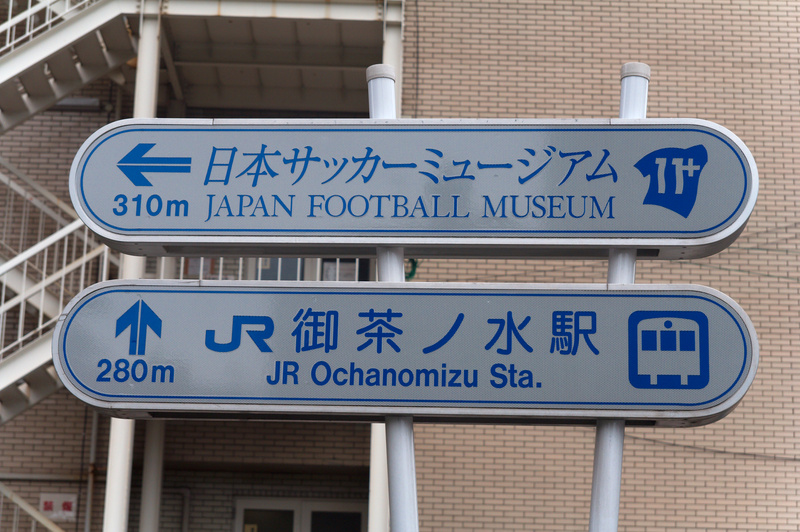 日本サッカーミュージアム
310m JAPAN FOOTBALL MUSEUM
11+
JR 御茶ノ水駅
280m JR Ochanomizu Sta.